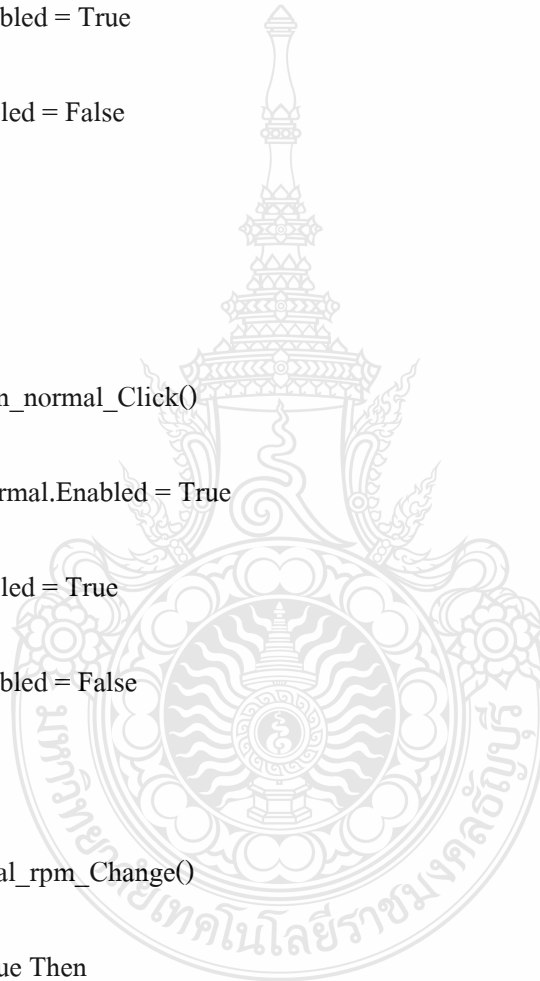 bled = True
led = False
n_normal_Click()
rmal.Enabled = True
led = True
bled = False
al_rpm_Change()
ue Then
มหาวิทยาลัยเทคโนโลยีราชมงคลธัญบุรี